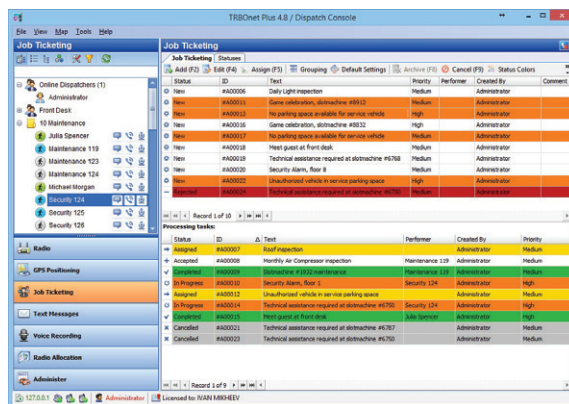 TRBOnet Plus 4.8 / Dispatch Console
File View Map Tools Help
Job Ticketing
Online Dispatchers (1)
Administrator
Front Desk
10 Maintenance
Julia Spencer
Maintenance 119
Maintenance 123
Maintenance 124
Michael Morgan
Security 124
Security 125
Security 126
Radio
GPS Positioning
Job Ticketing
Text Messages
Voice Recording
Radio Allocation
Administer
Job Ticketing
Job Ticketing Statuses
Add (F2) Edit (F4) Assign (F5) Grouping Default Settings Archive (F8) Cancel (F9) Status Colors
Status ID Text Priority Performer Created By Comment
New #A00006 Daily Light inspection Medium Administrator
New #A00011 Game celebration, slotmachine #8912 Medium Administrator
New #A00013 No parking space available for service vehicle High Administrator
New #A00016 Game celebration, slotmachine #8832 High Administrator
New #A00017 No parking space available for service vehicle Medium Administrator
New #A00018 Meet guest at front desk Medium Administrator
New #A00019 Technical assistance required at slotmachine #6768 Medium Administrator
New #A00020 Security Alarm, floor 8 Medium Administrator
New #A00022 Unauthorized vehicle in service parking space High Administrator
Rejected #A00024 Technical assistance required at slotmachine #6750 Medium Administrator
Record 1 of 10
Processing tasks:
Status ID Text Performer Created By Priority
Assigned #A00007 Roof inspection Administrator Medium
Accepted #A00008 Monthly Air Compressor inspection Maintenance 119 Administrator Medium
Completed #A00009 Slotmachine #1932 maintenance Maintenance 119 Administrator Medium
In Progress #A00010 Security Alarm, floor 1 Security 124 Administrator High
Assigned #A00012 Unauthorized vehicle in service parking space Administrator Medium
In Progress #A00014 Technical assistance required at slotmachine #6750 Security 124 Administrator Medium
Completed #A00015 Meet guest at front desk Julia Spencer Administrator High
Cancelled #A00021 Technical assistance required at slotmachine #6787 Administrator Medium
Cancelled #A00023 Technical assistance required at slotmachine #6750 Administrator Medium
Record 1 of 9
127.0.0.1 Administrator Licensed to: IVAN MIKHEEV